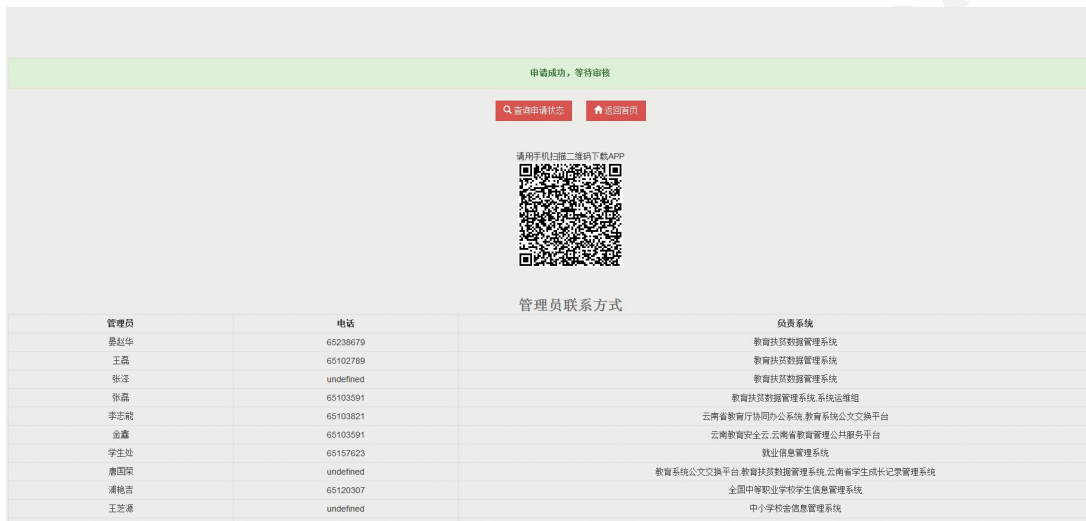 申请成功，等待审核
查询申请状态 返回首页
请用手机扫描二维码下载APP
管理员联系方式
管理员 电话 负责系统
晏赵华 65238679 教育扶贫数据管理系统
王磊 65102789 教育扶贫数据管理系统
张泽 undefined 教育扶贫数据管理系统
张磊 65103591 教育扶贫数据管理系统,系统运维组
李志能 65103821 云南省教育厅协同办公系统,教育系统公文交换平台
金鑫 65103591 云南教育安全云,云南省教育管理公共服务平台
学生处 65157623 就业信息管理系统
唐国荣 undefined 教育系统公文交换平台,教育扶贫数据管理系统,云南省学生成长记录管理系统
浦艳吉 65120307 全国中等职业学校学生信息管理系统
王芝源 undefined 中小学校舍信息管理系统